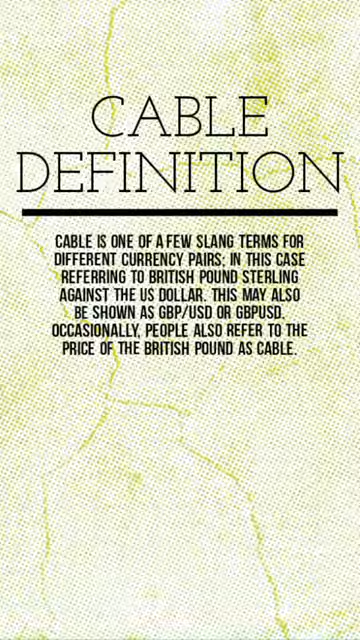 CABLE
DEFINITION
CABLE IS ONE OF A FEW SLANG TERMS FOR
DIFFERENT CURRENCY PAIRS; IN THIS CASE
REFERRING TO BRITISH POUND STERLING
AGAINST THE US DOLLAR. THIS MAY ALSO
BE SHOWN AS GBP/USD OR GBPUSD.
OCCASIONALLY, PEOPLE ALSO REFER TO THE
PRICE OF THE BRITISH POUND AS CABLE.